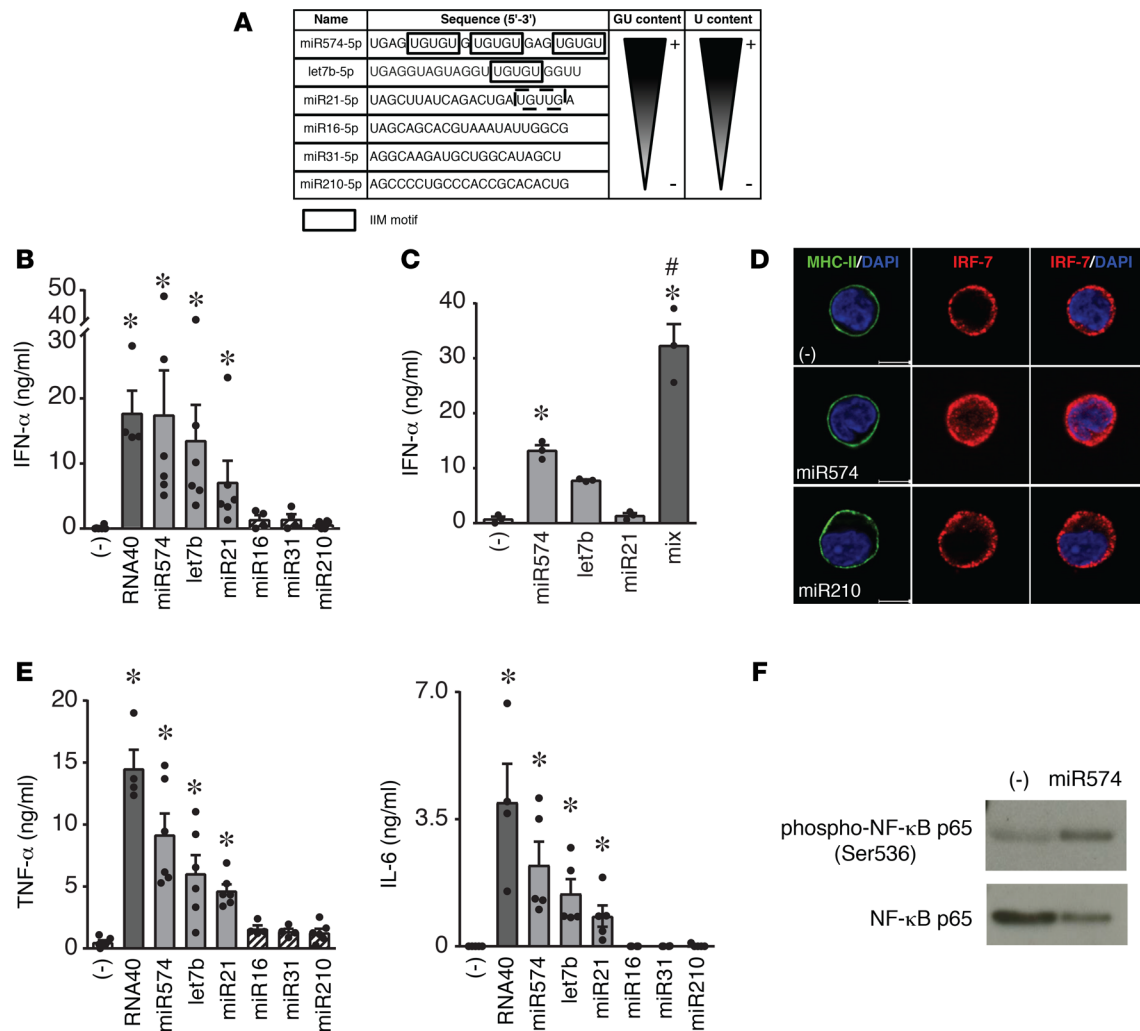 A
Name Sequence (5'-3') GU content U content
miR574-5p UGAGUGUGUGUGUGUGAGUGUGU + +
let7b-5p UGAGGUAGUAGGUUGUGUGGUU
miR21-5p UAGCUUAUCAGACUGAUGUUGA
miR16-5p UAGCAGCACGUAAAUAUUGGCG
miR31-5p AGGCAAGAUGCUGGCAUAGCU
miR210-5p AGCCCCUGCCCACCGCACACUG - -
IIM motif
B
IFN-α (ng/ml)
50
40
30
20
10
0
* * * *
(-) RNA40 miR574 let7b miR21 miR16 miR31 miR210
C
IFN-α (ng/ml)
40
30
20
10
0
#
* *
(-) miR574 let7b miR21 mix
D
MHC-II/DAPI IRF-7 IRF-7/DAPI
(-)
miR574
miR210
E
TNF-α (ng/ml)
20
15
10
5
0
* * * *
(-) RNA40 miR574 let7b miR21 miR16 miR31 miR210
IL-6 (ng/ml)
7.0
3.5
0
* * * *
(-) RNA40 miR574 let7b miR21 miR16 miR31 miR210
F
(-) miR574
phospho-NF-κB p65
(Ser536)
NF-κB p65